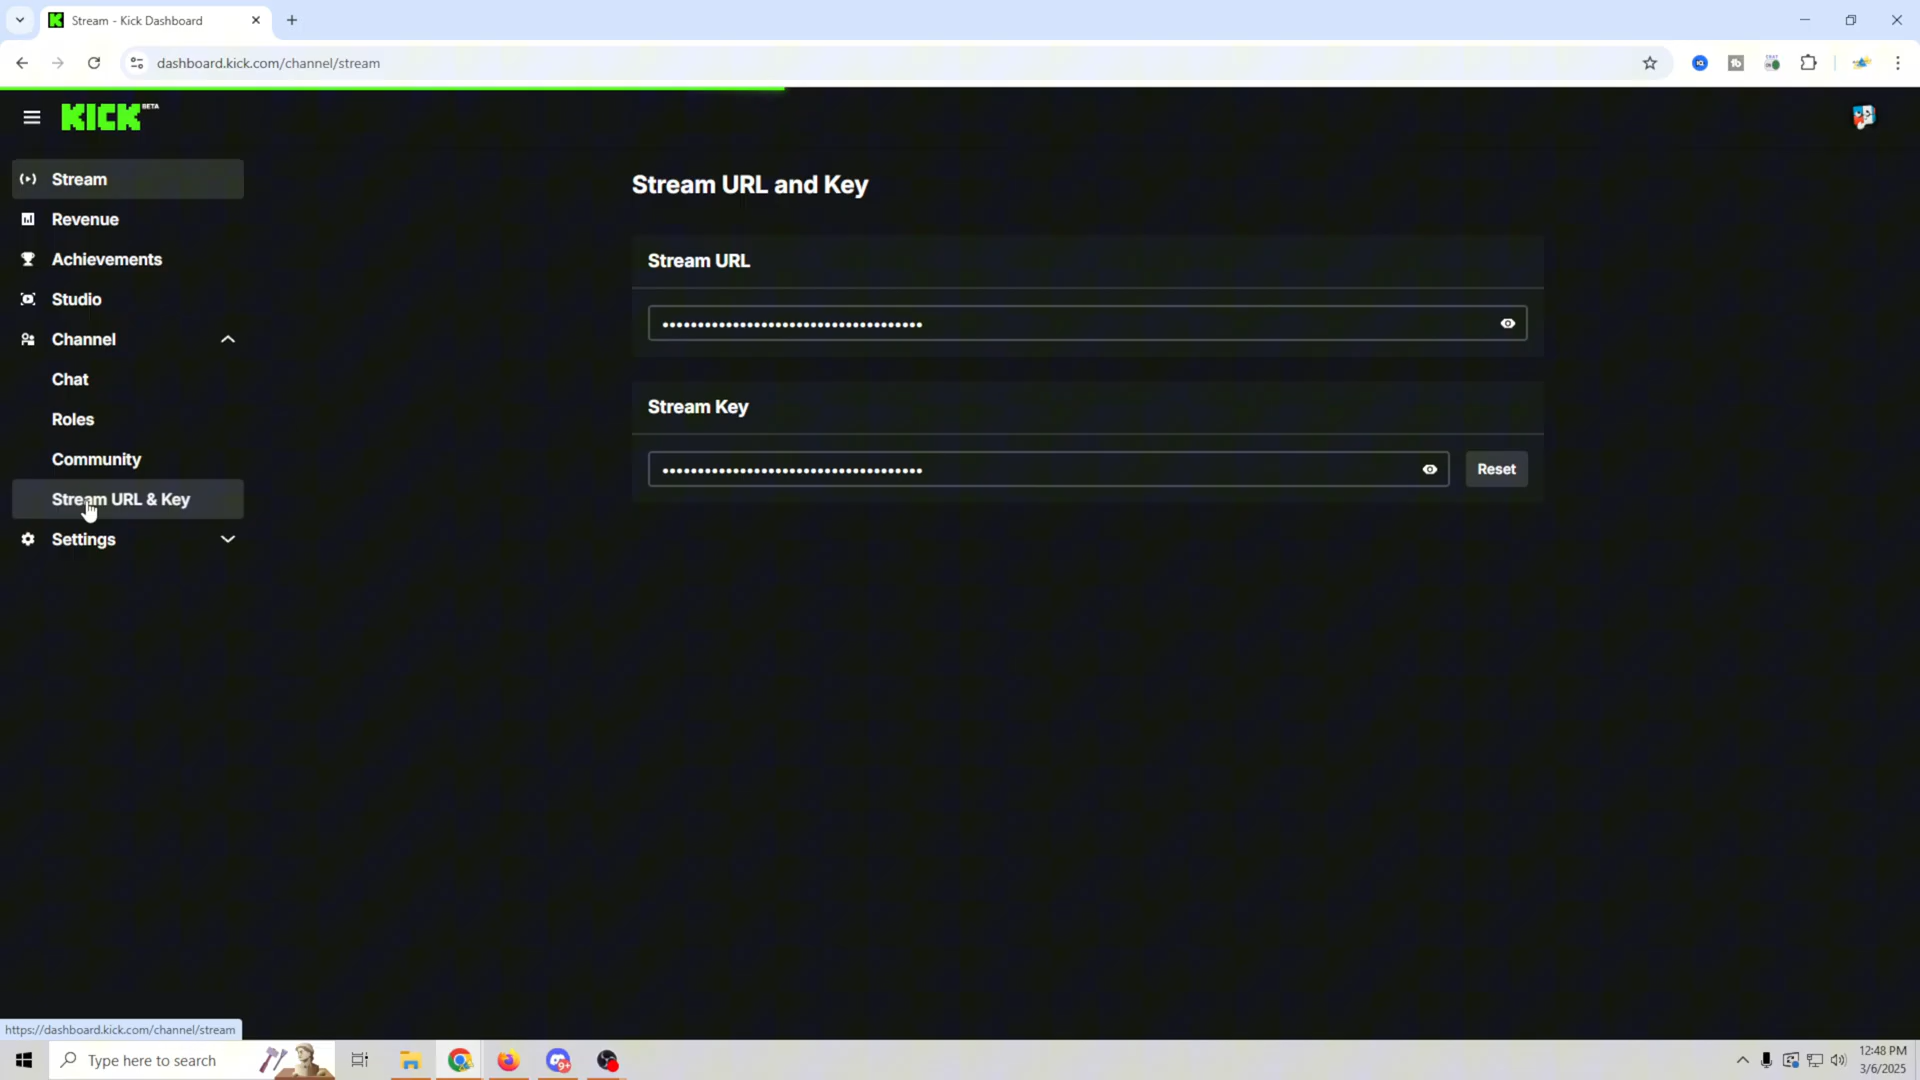 Stream - Kick Dashboard
dashboard.kick.com/channel/stream
KICK BETA
Stream
Revenue
Achievements
Studio
Channel
Chat
Roles
Community
Stream URL & Key
Settings
Stream URL and Key
Stream URL
•••••••••••••••••••••••••••••••••••••
Stream Key
•••••••••••••••••••••••••••••••••••••
Reset
https://dashboard.kick.com/channel/stream
Type here to search
9+
12:48 PM
3/6/2025